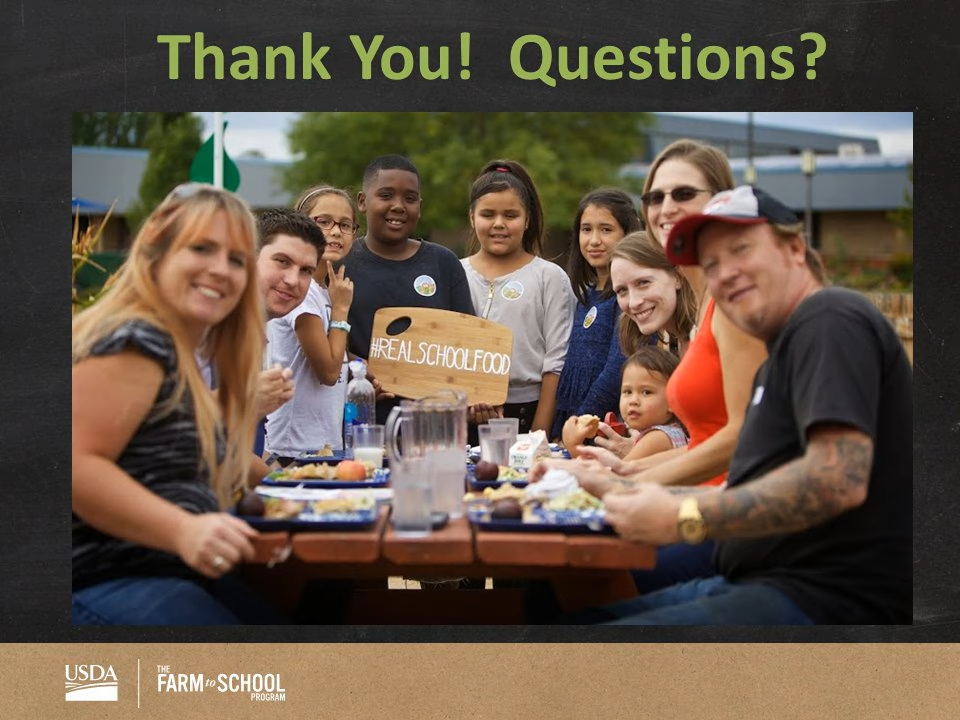 Thank You!  Questions?
#REALSCHOOLFOOD
USDA
THE
FARM to SCHOOL
PROGRAM